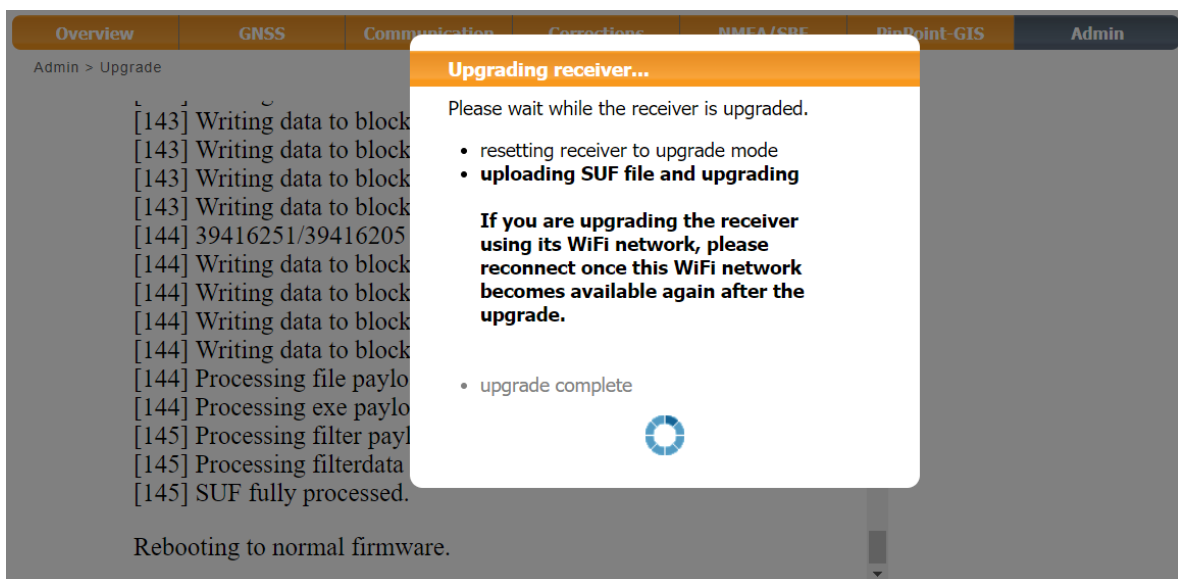 Overview GNSS Communication Corrections NMEA/SBF PinPoint-GIS Admin
Admin > Upgrade
[143] Writing data to block
[143] Writing data to block
[143] Writing data to block
[143] Writing data to block
[144] 39416251/39416205
[144] Writing data to block
[144] Writing data to block
[144] Writing data to block
[144] Writing data to block
[144] Processing file paylo
[144] Processing exe paylo
[145] Processing filter payl
[145] Processing filterdata
[145] SUF fully processed.
Rebooting to normal firmware.
Upgrading receiver...
Please wait while the receiver is upgraded.
• resetting receiver to upgrade mode
• uploading SUF file and upgrading
If you are upgrading the receiver
using its WiFi network, please
reconnect once this WiFi network
becomes available again after the
upgrade.
• upgrade complete